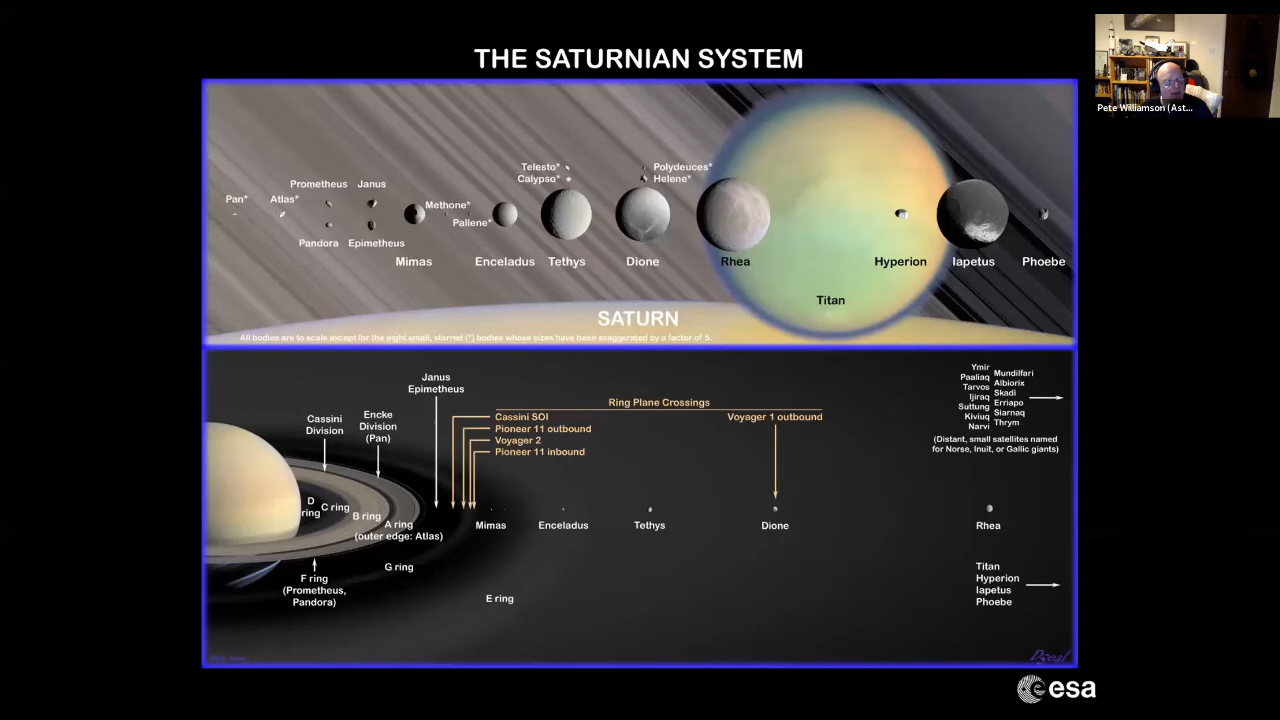 THE SATURNIAN SYSTEM
Pete Williamson (Ast...
Telesto*
Calypso*
Polydeuces*
Helene*
Prometheus
Janus
Pan*
Atlas*
Methone*
Pallene*
Pandora
Epimetheus
Mimas
Enceladus
Tethys
Dione
Rhea
Hyperion
Iapetus
Phoebe
Titan
SATURN
All bodies are to scale except for the eight small, starred (*) bodies whose sizes have been exaggerated by a factor of 5.
Janus
Epimetheus
Cassini
Division
Encke
Division
(Pan)
Ring Plane Crossings
Cassini SOI
Pioneer 11 outbound
Voyager 2
Pioneer 11 inbound
Voyager 1 outbound
Ymir
Paaliaq
Tarvos
Ijiraq
Suttung
Kiviuq
Narvi
Mundilfari
Albiorix
Skadi
Erriapo
Siarnaq
Thrym
(Distant, small satellites named
for Norse, Inuit, or Gallic giants)
D
ring
C ring
B ring
A ring
(outer edge: Atlas)
G ring
F ring
(Prometheus,
Pandora)
E ring
Mimas
Enceladus
Tethys
Dione
Rhea
Titan
Hyperion
Iapetus
Phoebe
esa